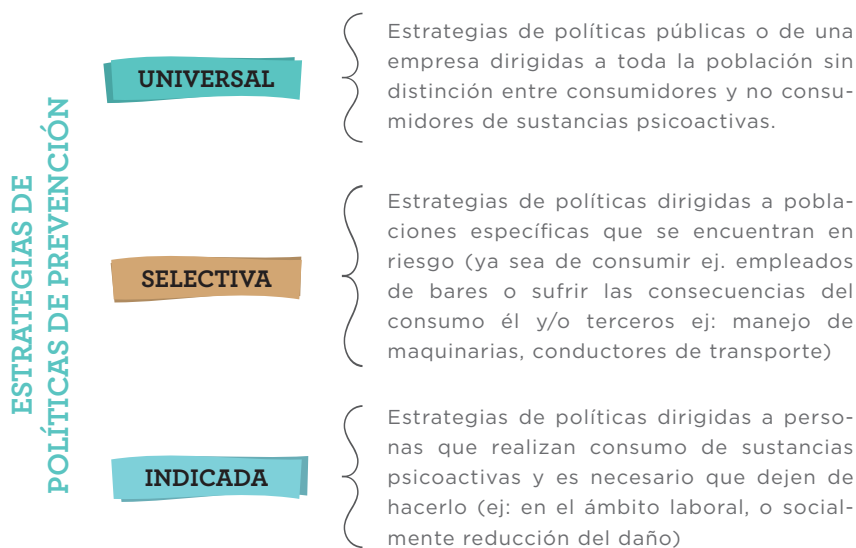 ESTRATEGIAS DE
POLÍTICAS DE PREVENCIÓN
UNIVERSAL
Estrategias de políticas públicas o de una
empresa dirigidas a toda la población sin
distinción entre consumidores y no consu-
midores de sustancias psicoactivas.
SELECTIVA
Estrategias de políticas dirigidas a pobla-
ciones específicas que se encuentran en
riesgo (ya sea de consumir ej. empleados
de bares o sufrir las consecuencias del
consumo él y/o terceros ej: manejo de
maquinarias, conductores de transporte)
INDICADA
Estrategias de políticas dirigidas a perso-
nas que realizan consumo de sustancias
psicoactivas y es necesario que dejen de
hacerlo (ej: en el ámbito laboral, o social-
mente reducción del daño)